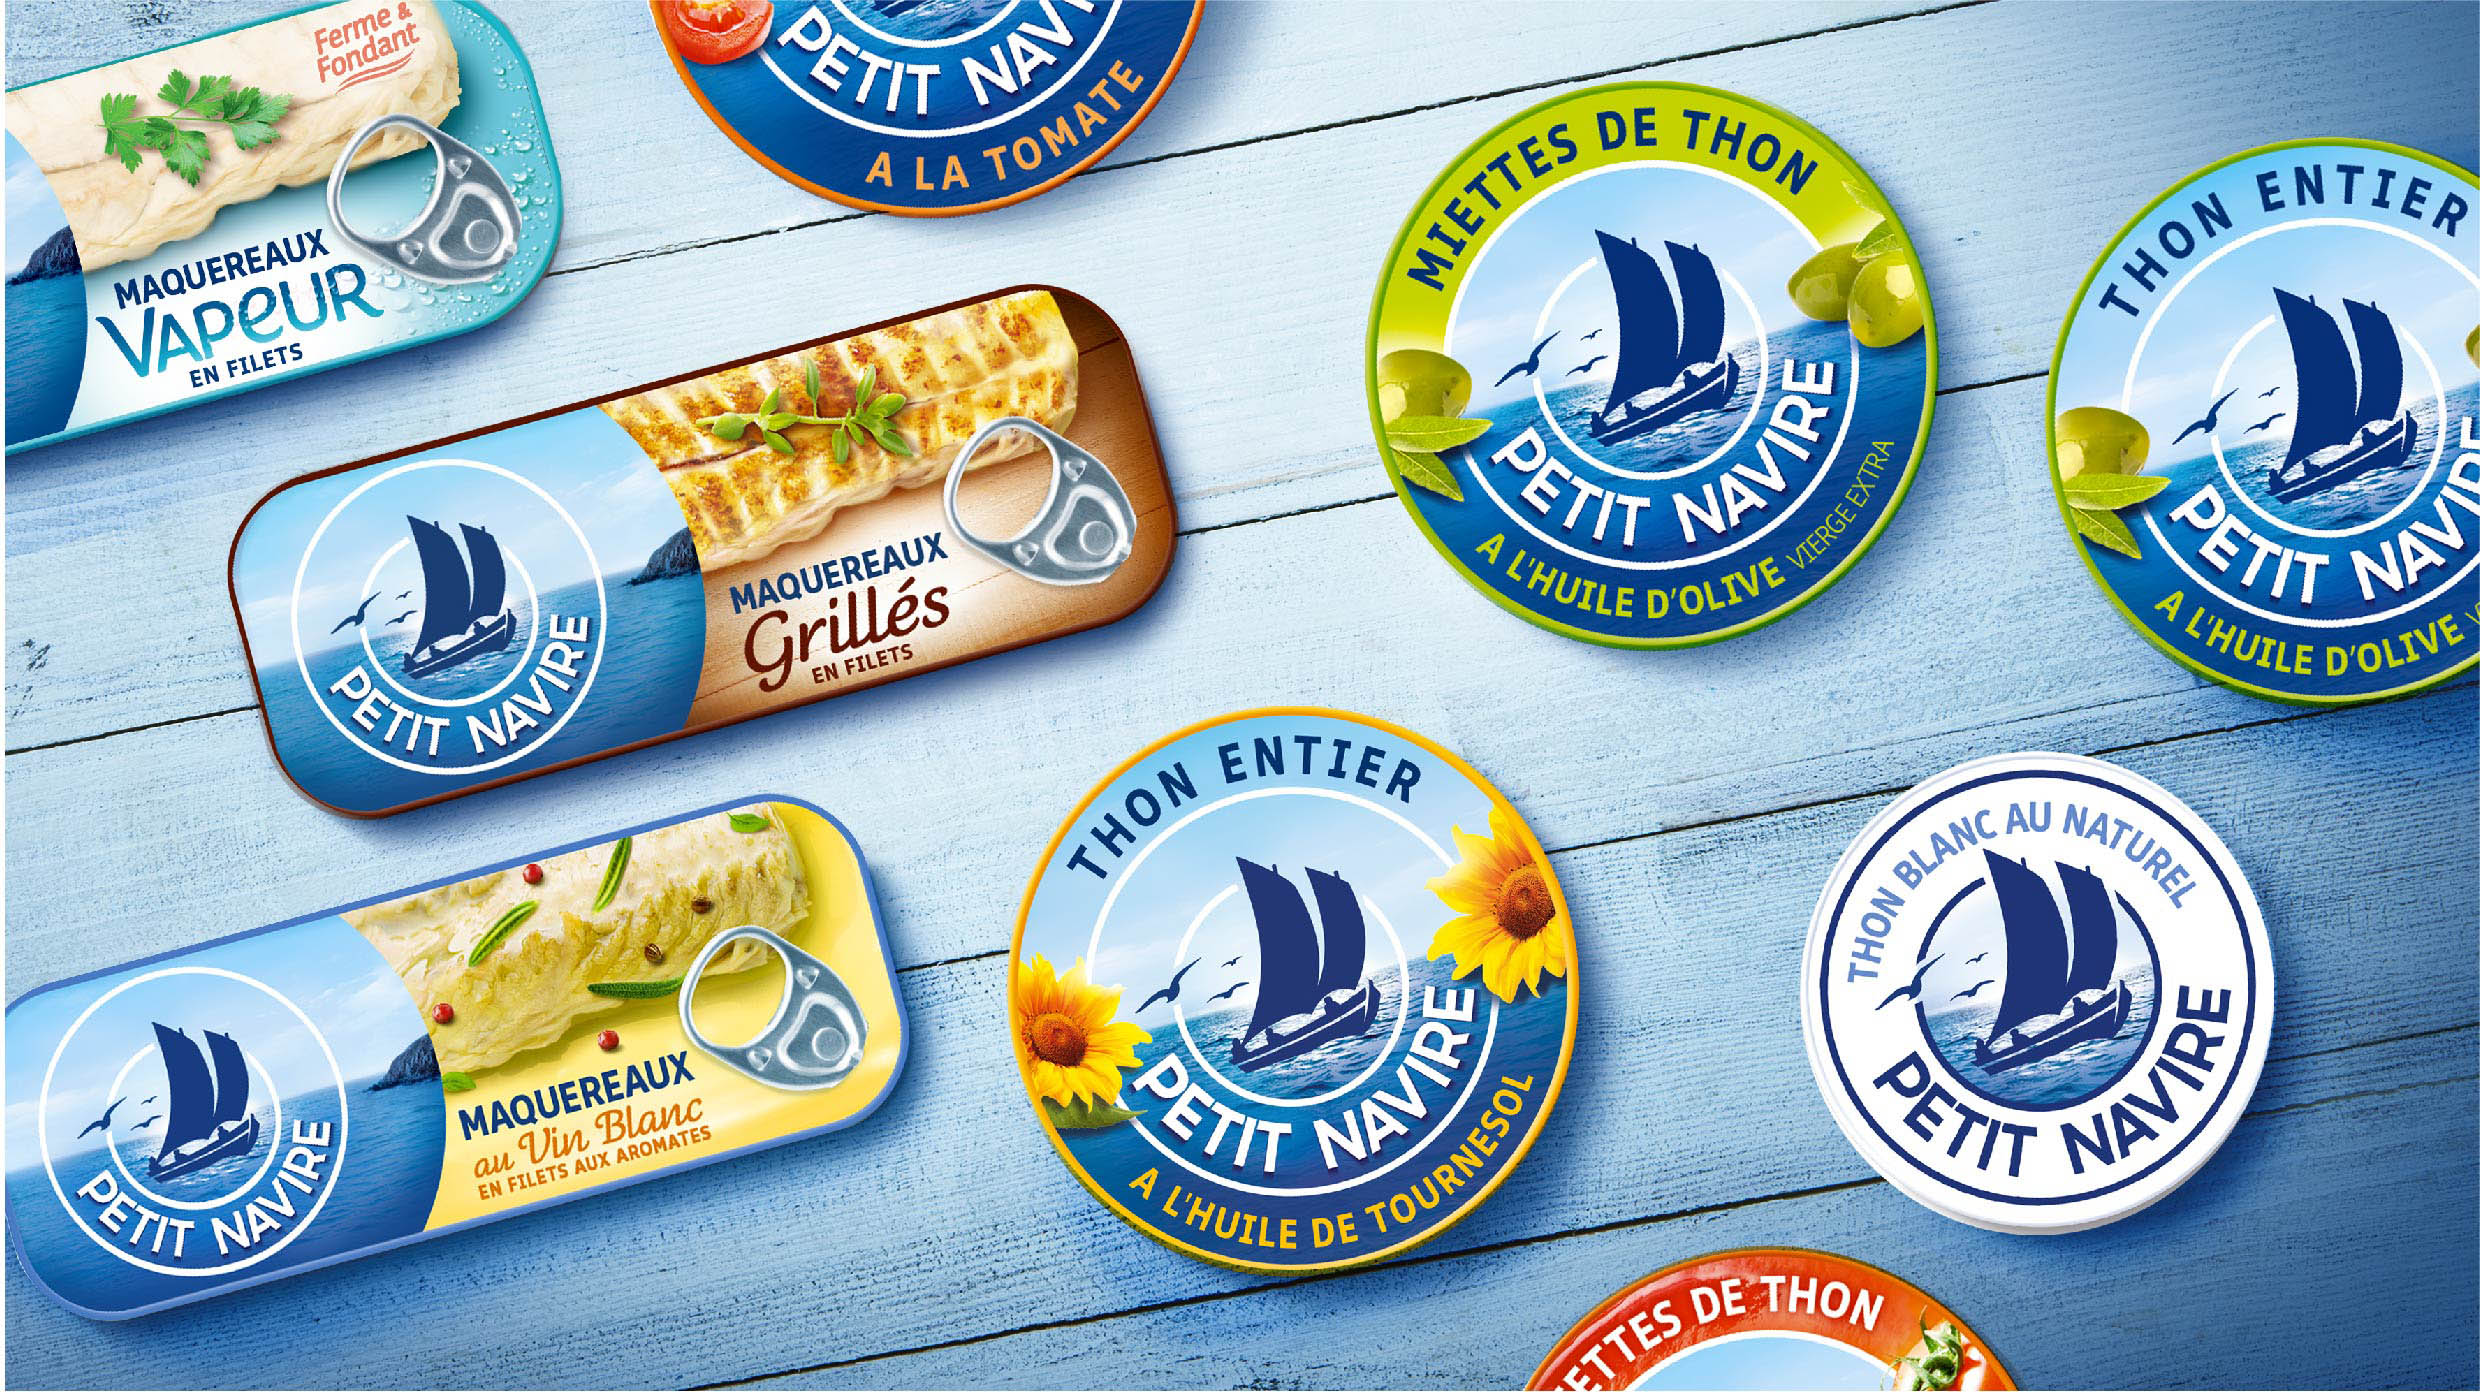 Ferme &
Fondant
MAQUEREAUX
VAPEUR
EN FILETS
PETIT NAV
A LA TOMATE
MIETTES DE THON
PETIT NAVIRE
A L'HUILE D'OLIVE VIERGE EXTRA
THON ENTIER
PETIT NAVIR
A L'HUILE D'OLIVE
PETIT NAVIRE
MAQUEREAUX
Grillés
EN FILETS
THON ENTIER
PETIT NAVIRE
A L'HUILE DE TOURNESOL
THON BLANC AU NATUREL
PETIT NAVIRE
PETIT NAVIRE
MAQUEREAUX
au Vin Blanc
EN FILETS AUX AROMATES
ETTES DE THON